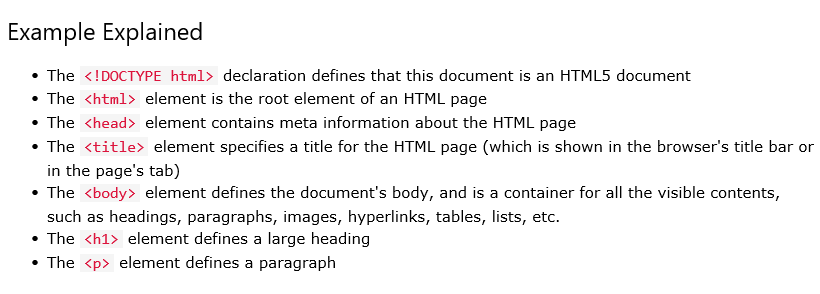 Example Explained
• The <!DOCTYPE html> declaration defines that this document is an HTML5 document
• The <html> element is the root element of an HTML page
• The <head> element contains meta information about the HTML page
• The <title> element specifies a title for the HTML page (which is shown in the browser's title bar or
in the page's tab)
• The <body> element defines the document's body, and is a container for all the visible contents,
such as headings, paragraphs, images, hyperlinks, tables, lists, etc.
• The <h1> element defines a large heading
• The <p> element defines a paragraph